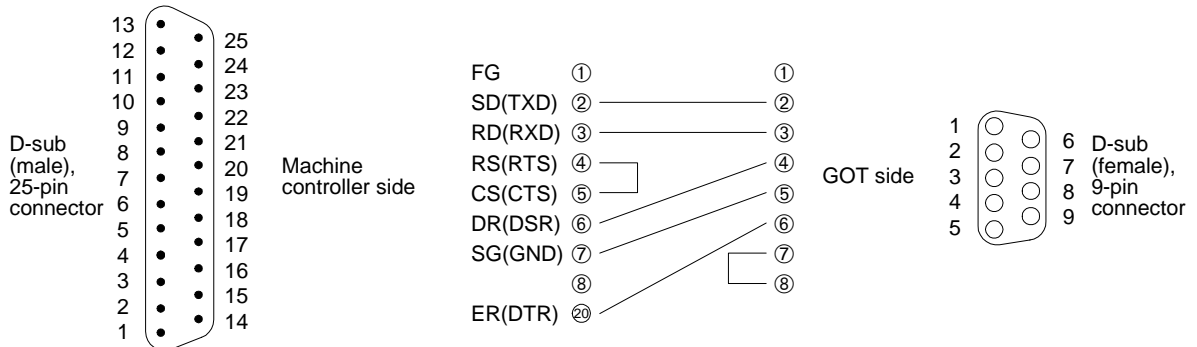 13
12
11
10
9
8
7
6
5
4
3
2
1
25
24
23
22
21
20
19
18
17
16
15
14
D-sub
(male),
25-pin
connector
Machine
controller side
FG ① ①
SD(TXD) ② ②
RD(RXD) ③ ③
RS(RTS) ④ ④
CS(CTS) ⑤ ⑤
DR(DSR) ⑥ ⑥
SG(GND) ⑦ ⑦
⑧ ⑧
ER(DTR) ⑳
GOT side
1
2
3
4
5
6
7
8
9
D-sub
(female),
9-pin
connector